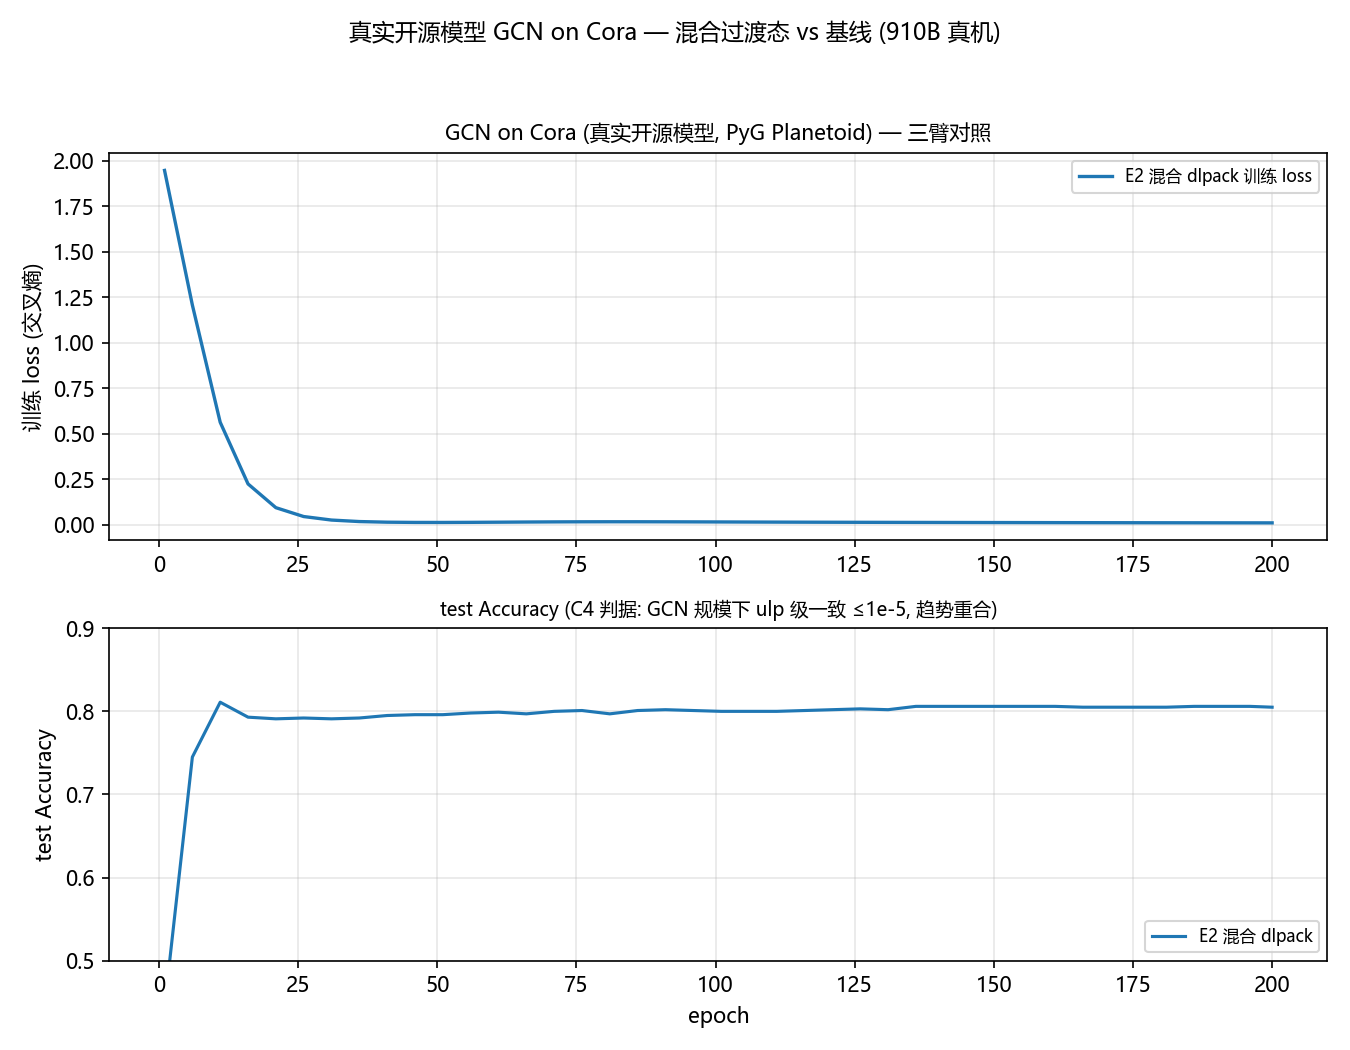 真实开源模型 GCN on Cora — 混合过渡态 vs 基线 (910B 真机)
GCN on Cora (真实开源模型, PyG Planetoid) — 三臂对照
训练 loss (交叉熵)
2.00
1.75
1.50
1.25
1.00
0.75
0.50
0.25
0.00
E2 混合 dlpack 训练 loss
0 25 50 75 100 125 150 175 200
test Accuracy (C4 判据: GCN 规模下 ulp 级一致 ≤1e-5, 趋势重合)
test Accuracy
0.9
0.8
0.7
0.6
0.5
E2 混合 dlpack
0 25 50 75 100 125 150 175 200
epoch